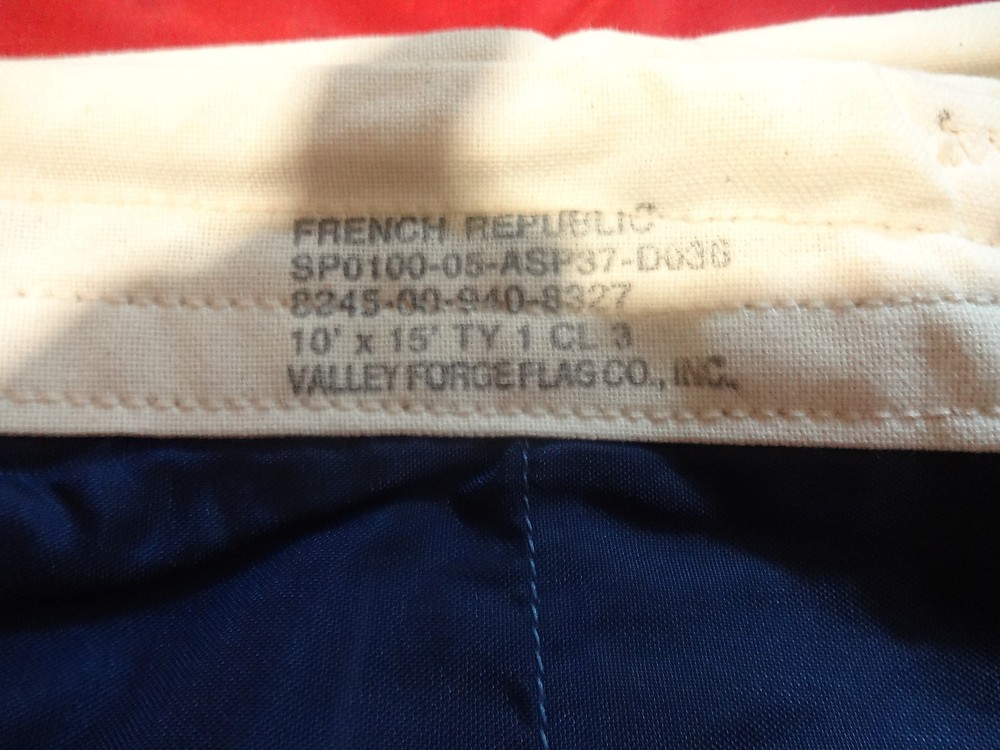 FRENCH REPUBLIC
SP0100-05-ASP37-D036
8345-00-940-8327
10' x 15' TY 1 CL 3
VALLEY FORGE FLAG CO., INC.